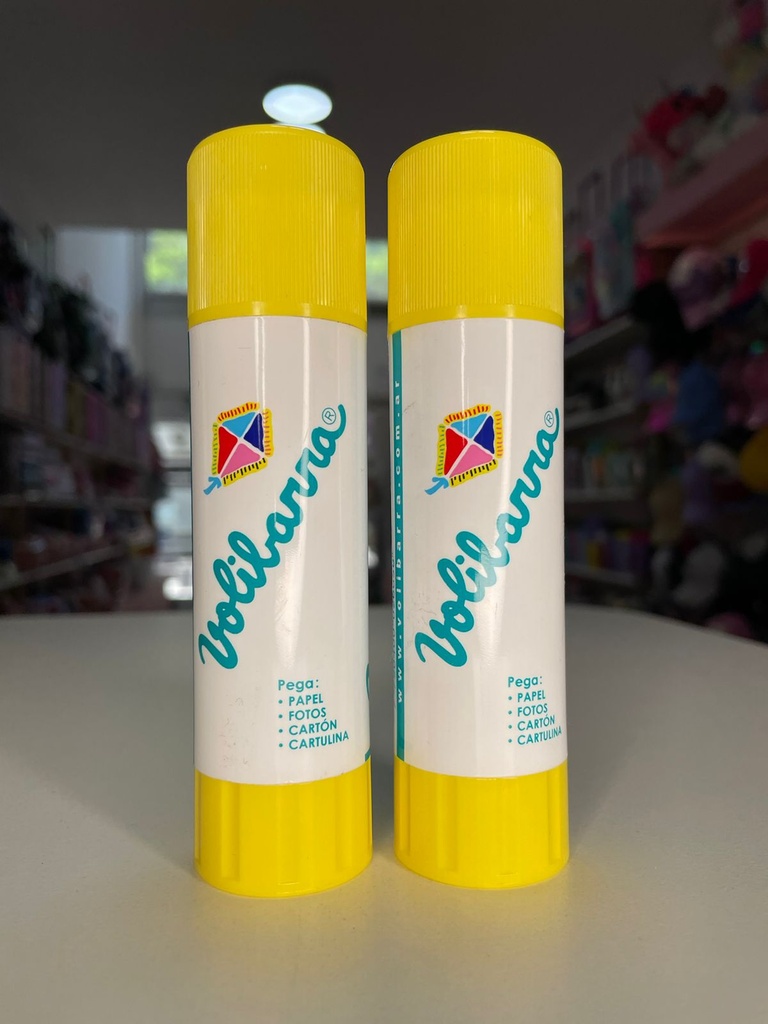 Volibarra®
Pega:
• PAPEL
• FOTOS
• CARTÓN
• CARTULINA
www.volibarra.com.ar
Volibarra®
Pega:
• PAPEL
• FOTOS
• CARTÓN
• CARTULINA